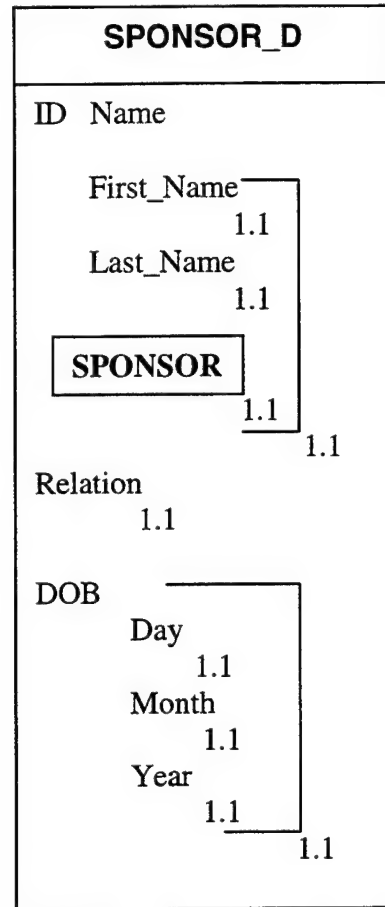 SPONSOR_D
ID Name
First_Name
1.1
Last_Name
1.1
SPONSOR
1.1
1.1
Relation
1.1
DOB
Day
1.1
Month
1.1
Year
1.1
1.1